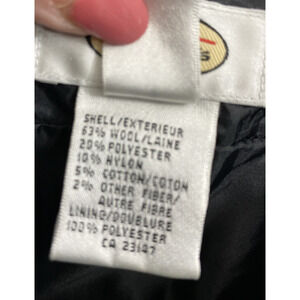 SHELL/EXTERIEUR
63% WOOL/LAINE
20% POLYESTER
10% NYLON
5% COTTON/COTON
2% OTHER FIBER/
AUTRE FIBRE
LINING/DOUBLURE
100% POLYESTER
CA 23147